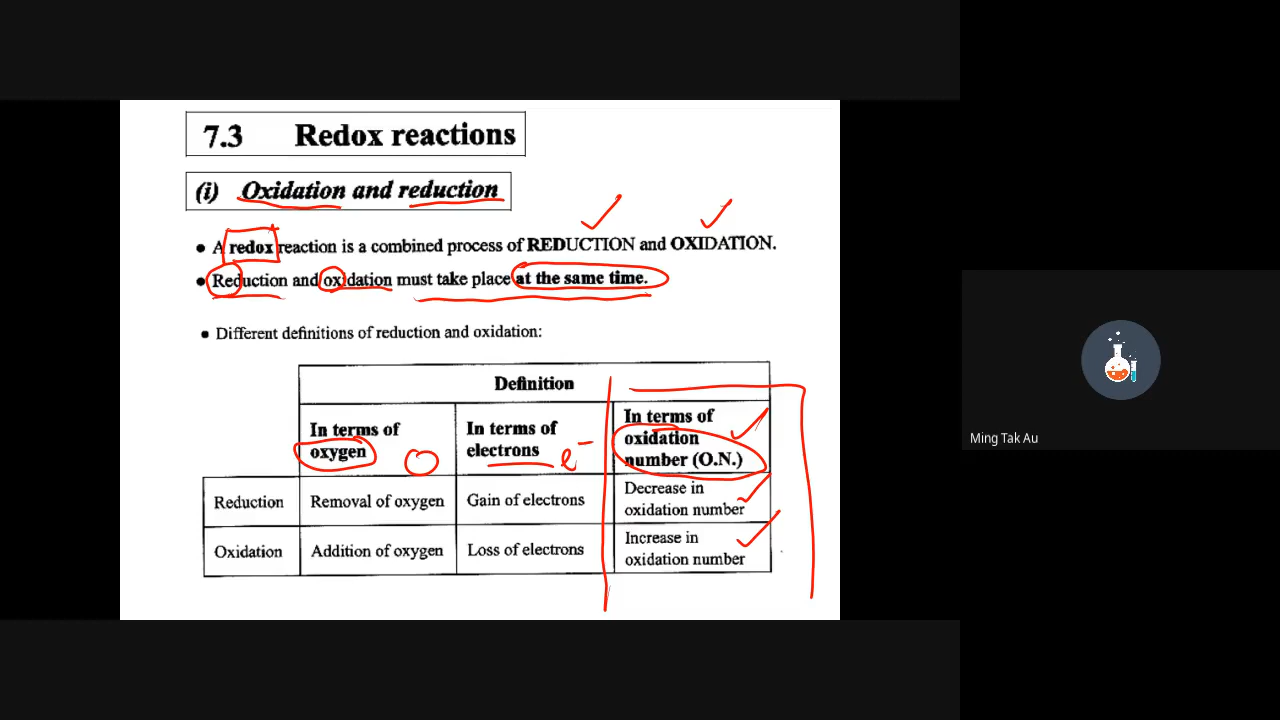 7.3 Redox reactions
(i) Oxidation and reduction
• A redox reaction is a combined process of REDUCTION and OXIDATION.
• Reduction and oxidation must take place at the same time.
• Different definitions of reduction and oxidation:
Definition
In terms of
oxygen
O
In terms of
electrons
e⁻
In terms of
oxidation
number (O.N.)
Reduction
Removal of oxygen
Gain of electrons
Decrease in
oxidation number
Oxidation
Addition of oxygen
Loss of electrons
Increase in
oxidation number
Ming Tak Au